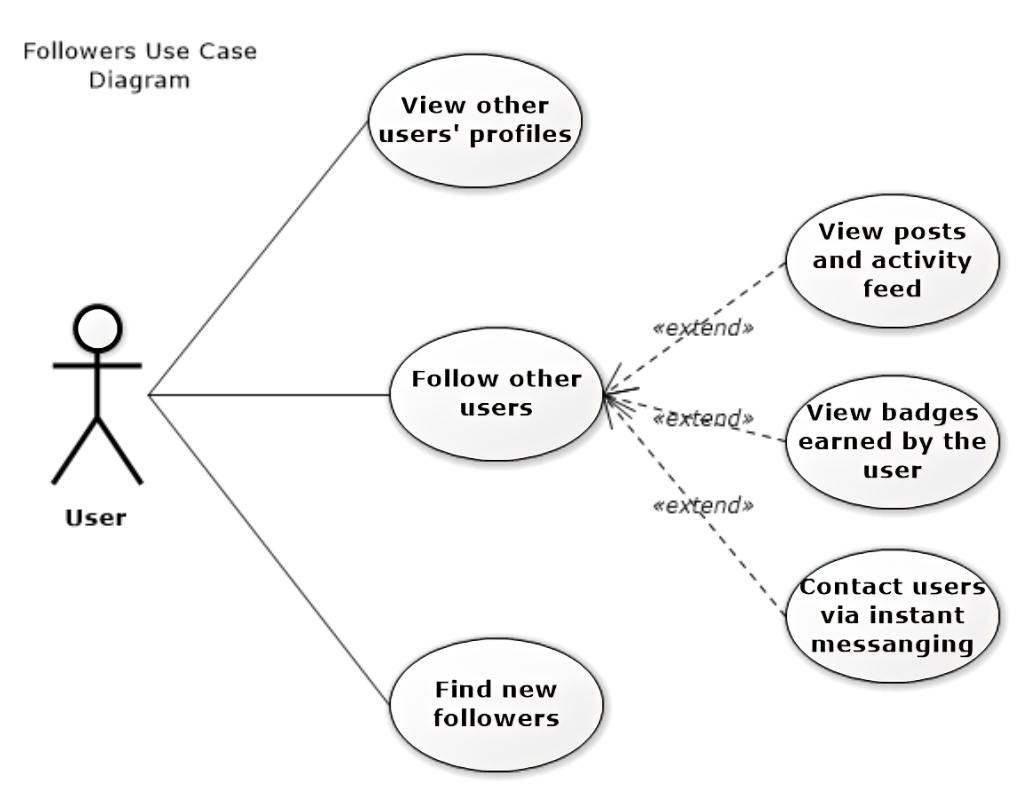 Followers Use Case
Diagram
View other
users' profiles
View posts
and activity
feed
«extend»
Follow other
users
«extend»
View badges
earned by the
user
«extend»
User
Contact users
via instant
messanging
Find new
followers